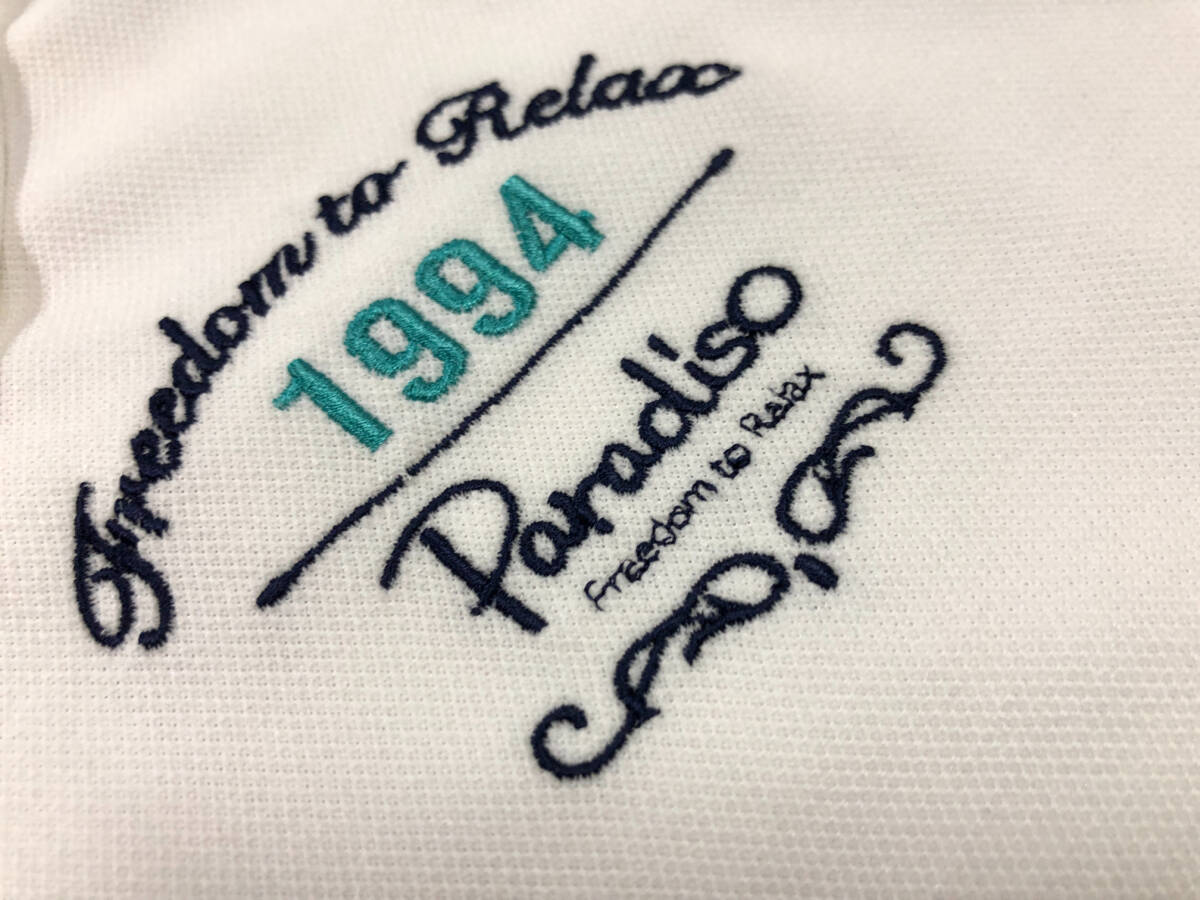 Freedom to Relax
1994
Paradiso
Freedom to Relax